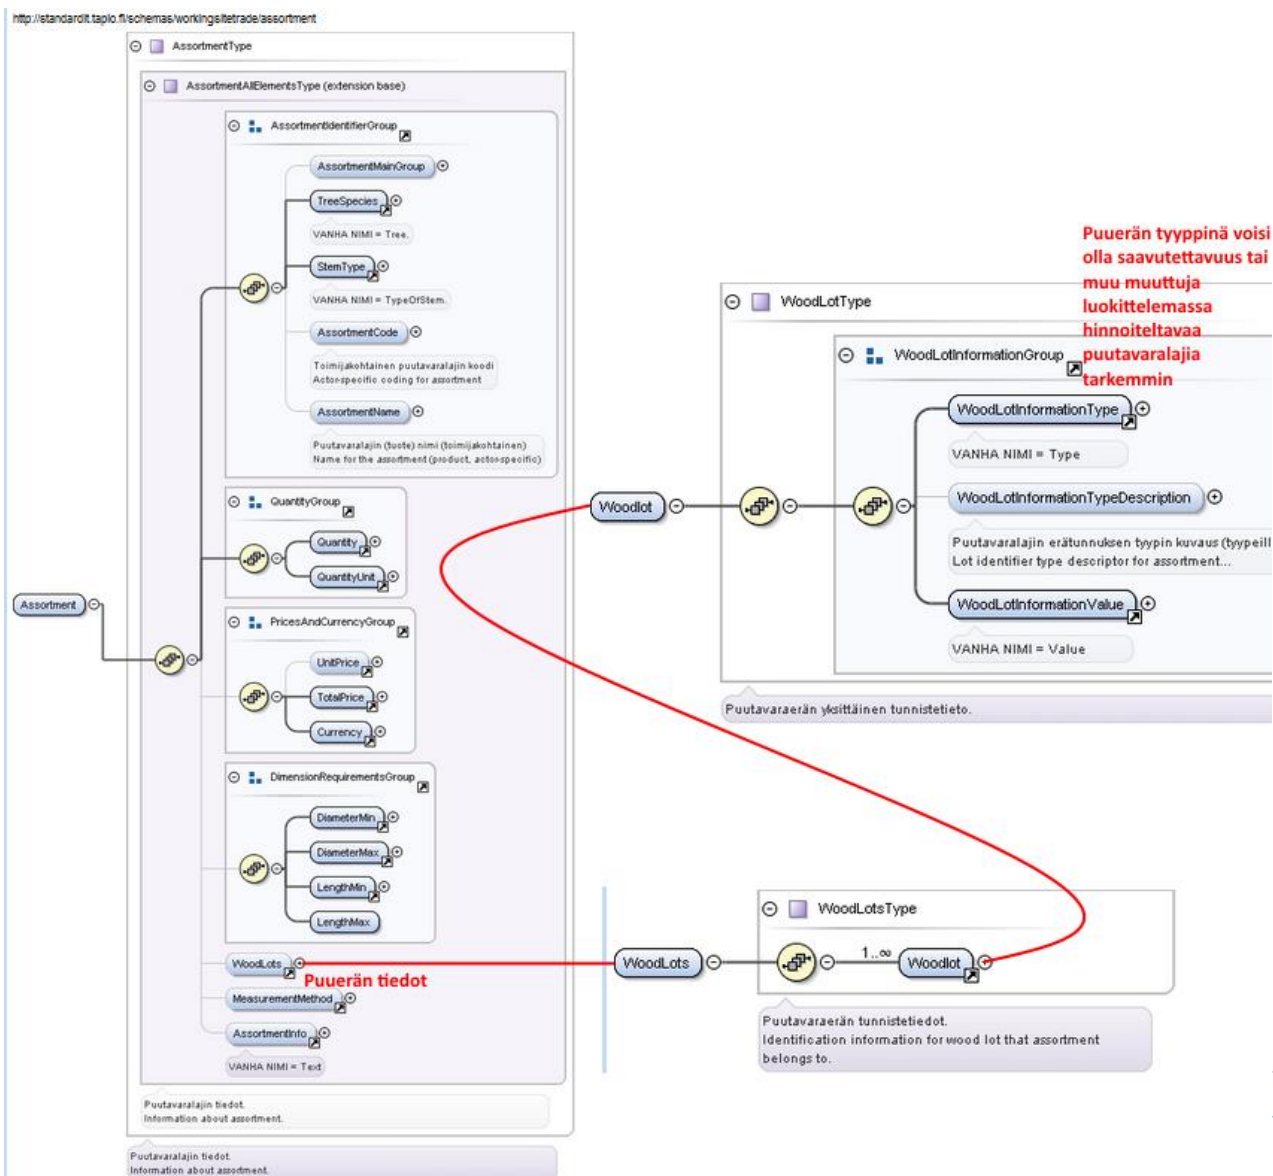 http://standardit.tapio.fi/schemas/workingsitetrade/assortment
AssortmentType
AssortmentAllElementsType (extension base)
AssortmentIdentifierGroup
AssortmentMainGroup
TreeSpecies
VANHA NIMI = Tree.
StemType
VANHA NIMI = TypeOfStem.
AssortmentCode
Toimijakohtainen puutavaralajin koodi
Actor-specific coding for assortment
AssortmentName
Puutavaralajin (tuote) nimi (toimijakohtainen)
Name for the assortment (product, actor-specific)
QuantityGroup
Quantity
QuantityUnit
Assortment
PricesAndCurrencyGroup
UnitPrice
TotalPrice
Currency
DimensionRequirementsGroup
DiameterMin
DiameterMax
LengthMin
LengthMax
WoodLots
Puuerän tiedot
MeasurementMethod
AssortmentInfo
VANHA NIMI = Text
Puutavaralajin tiedot.
Information about assortment.
Puutavaralajin tiedot.
Information about assortment.
Puuerän tyyppinä voisi
olla saavutettavuus tai
muu muuttuja
luokittelemassa
hinnoiteltavaa
puutavaralajia
tarkemmin
WoodLotType
WoodLotInformationGroup
WoodLotInformationType
VANHA NIMI = Type
Woodlot
WoodLotInformationTypeDescription
Puutavaralajin erätunnuksen tyypin kuvaus (tyypeill
Lot identifier type descriptor for assortment...
WoodLotInformationValue
VANHA NIMI = Value
Puutavaraerän yksittäinen tunnistetieto.
WoodLotsType
WoodLots
1..∞
Woodlot
Puutavaraerän tunnistetiedot.
Identification information for wood lot that assortment
belongs to.